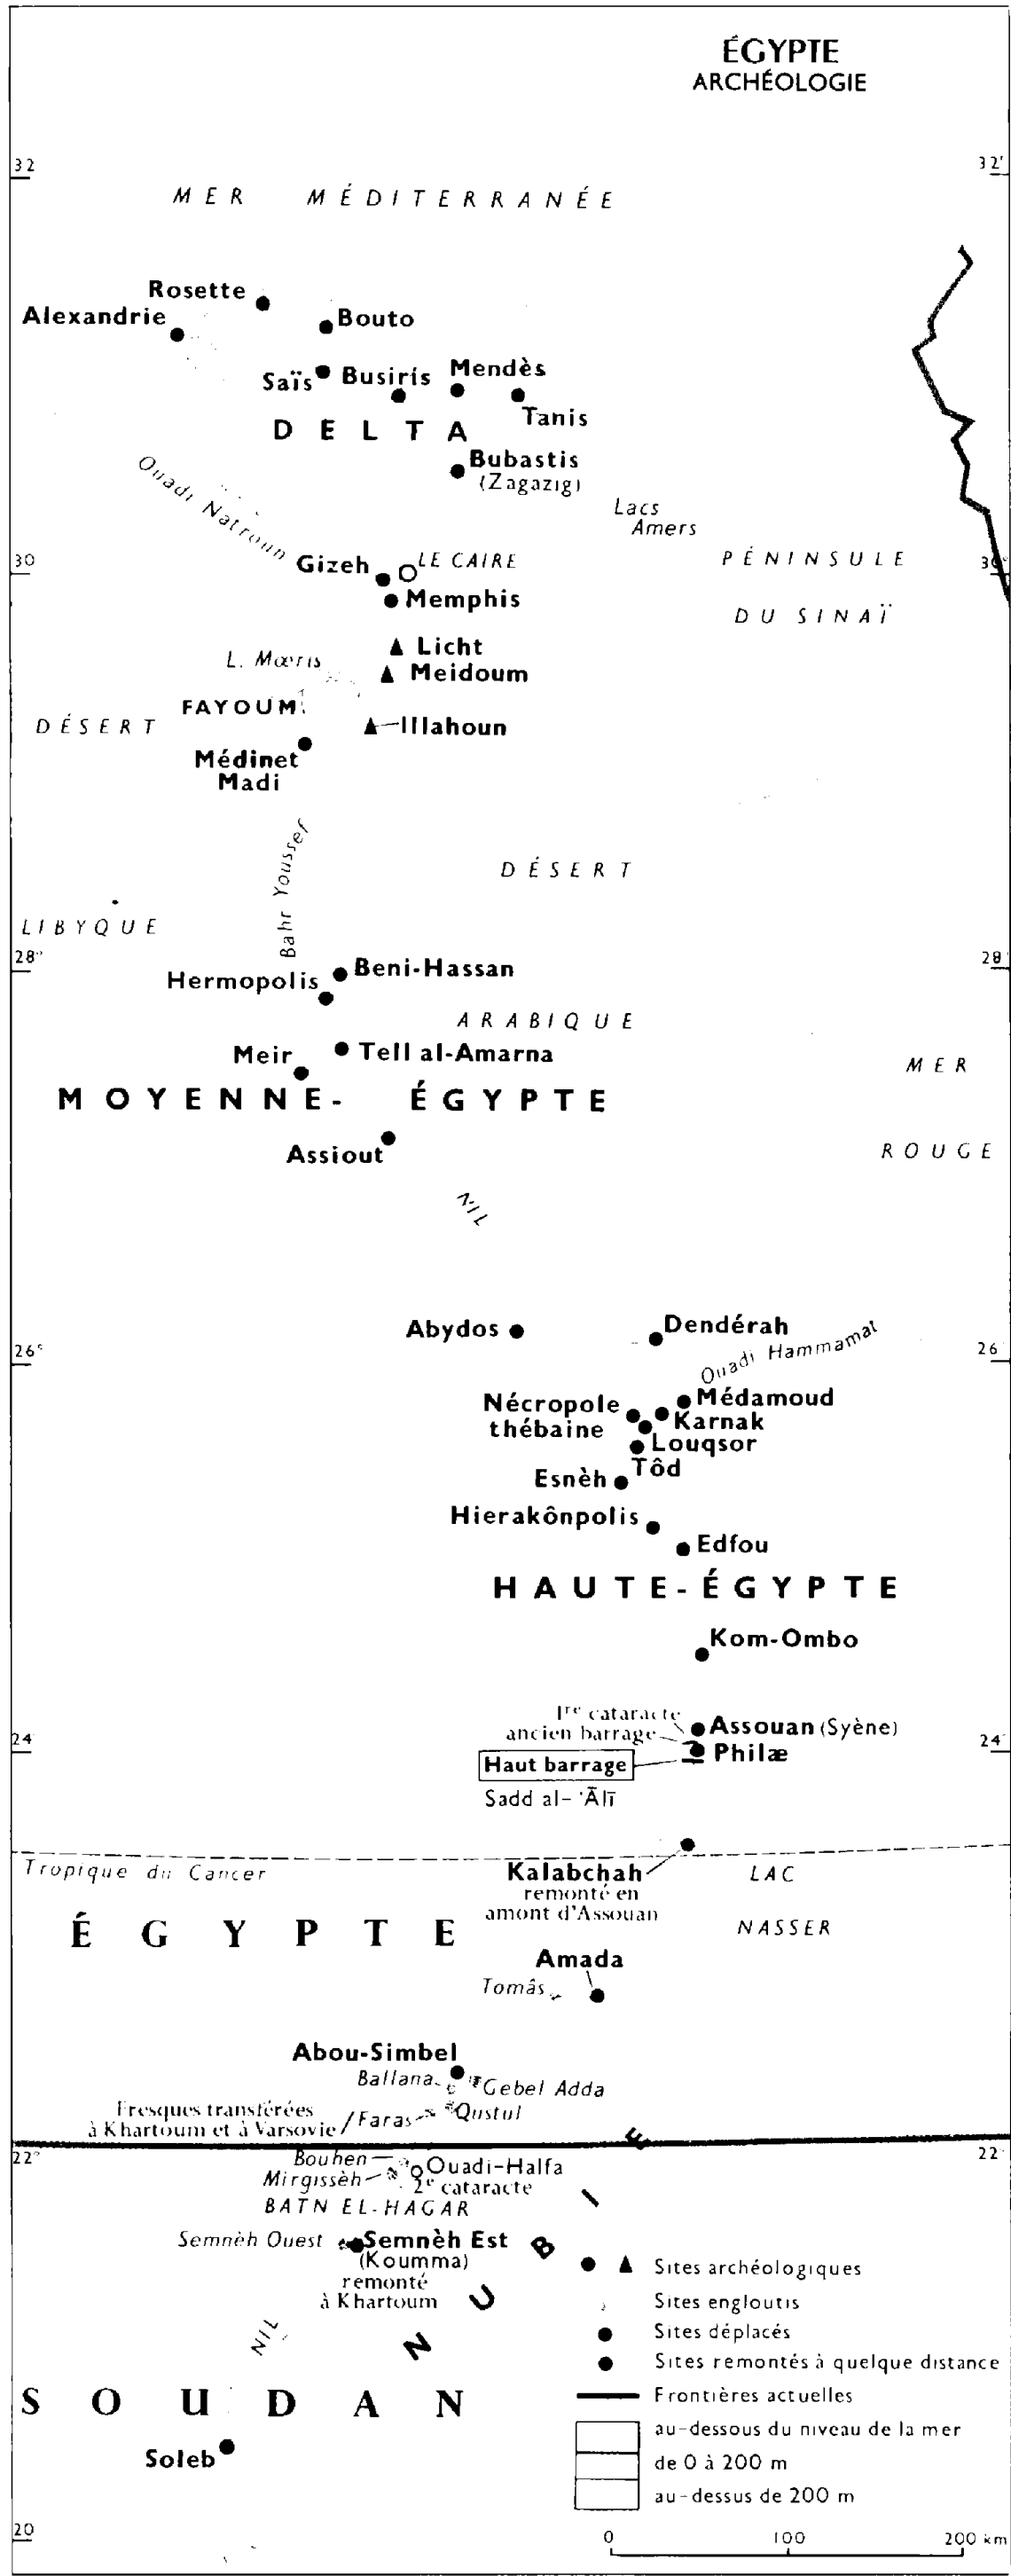 ÉGYPTE
ARCHÉOLOGIE
32
32°
MER MÉDITERRANÉE
Rosette
Alexandrie
Bouto
Saïs
Busiris
Mendès
Tanis
DELTA
Bubastis
(Zagazig)
Ouadi Natroun
Lacs
Amers
Gizeh
LE CAIRE
PÉNINSULE
30
30°
Memphis
DU SINAÏ
Licht
L. Mœris
Meidoum
FAYOUM
DÉSERT
Illahoun
Médinet
Madi
Bahr Youssef
DÉSERT
LIBYQUE
28°
28°
Beni-Hassan
Hermopolis
ARABIQUE
Meir
Tell al-Amarna
MER
MOYENNE- ÉGYPTE
Assiout
ROUGE
NIL
Abydos
Dendérah
26°
26
Ouadi Hammamat
Nécropole
thébaine
Médamoud
Karnak
Louqsor
Tôd
Esnèh
Hierakônpolis
Edfou
HAUTE-ÉGYPTE
Kom-Ombo
1re cataracte
ancien barrage
Assouan (Syène)
24
24°
Philæ
Haut barrage
Sadd al-ʿĀlī
Tropique du Cancer
Kalabchah
remonté en
amont d'Assouan
LAC
NASSER
ÉGYPTE
Amada
Tomâs
Abou-Simbel
Ballana
Gebel Adda
Fresques transférées
à Khartoum et à Varsovie
Faras
Qustul
22°
22°
Bouhen
Mirgissèh
Ouadi-Halfa
2e cataracte
BATN EL-HAGAR
Semnèh Ouest
Semnèh Est
(Koumma)
remonté
à Khartoum
NUBIE
NIL
SOUDAN
Soleb
20
Sites archéologiques
Sites engloutis
Sites déplacés
Sites remontés à quelque distance
Frontières actuelles
au-dessous du niveau de la mer
de 0 à 200 m
au-dessus de 200 m
0 100 200 km